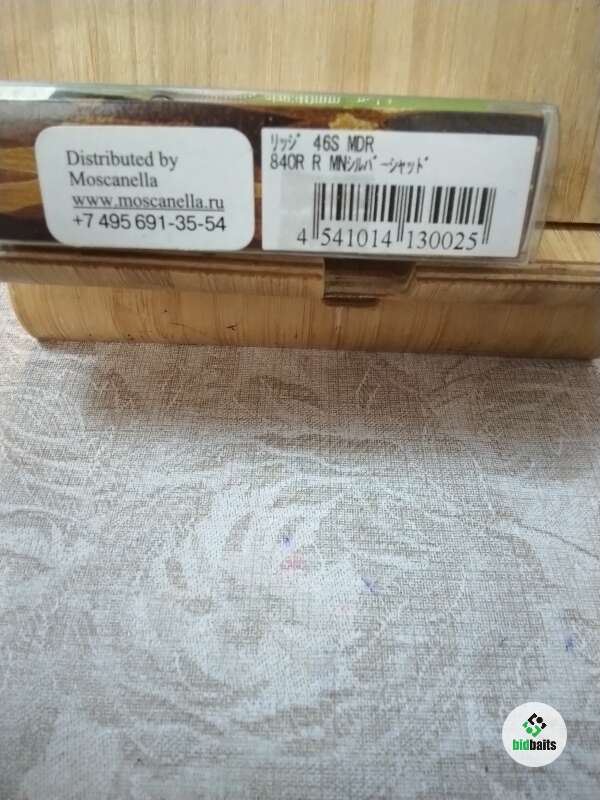 Distributed by
Moscanella
www.moscanella.ru
+7 495 691-35-54
ﾘｯｼﾞ 46S MDR
840R R MNｼﾙﾊﾞｰｼｬｯﾄﾞ
4 541014 130025
bidbaits